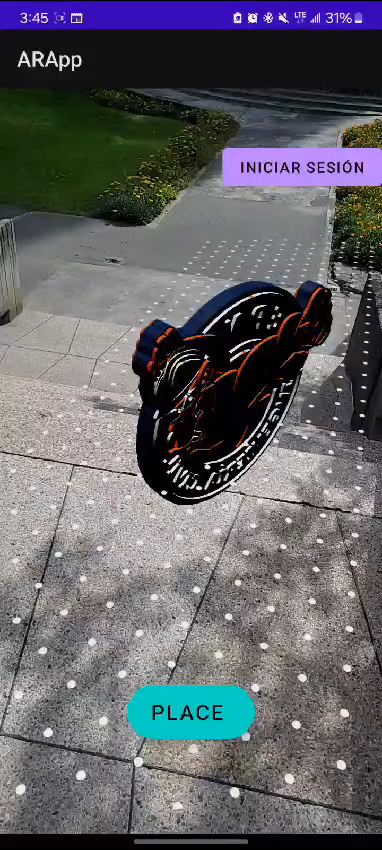 3:45
LTE
31%
ARApp
INICIAR SESIÓN
PLACE